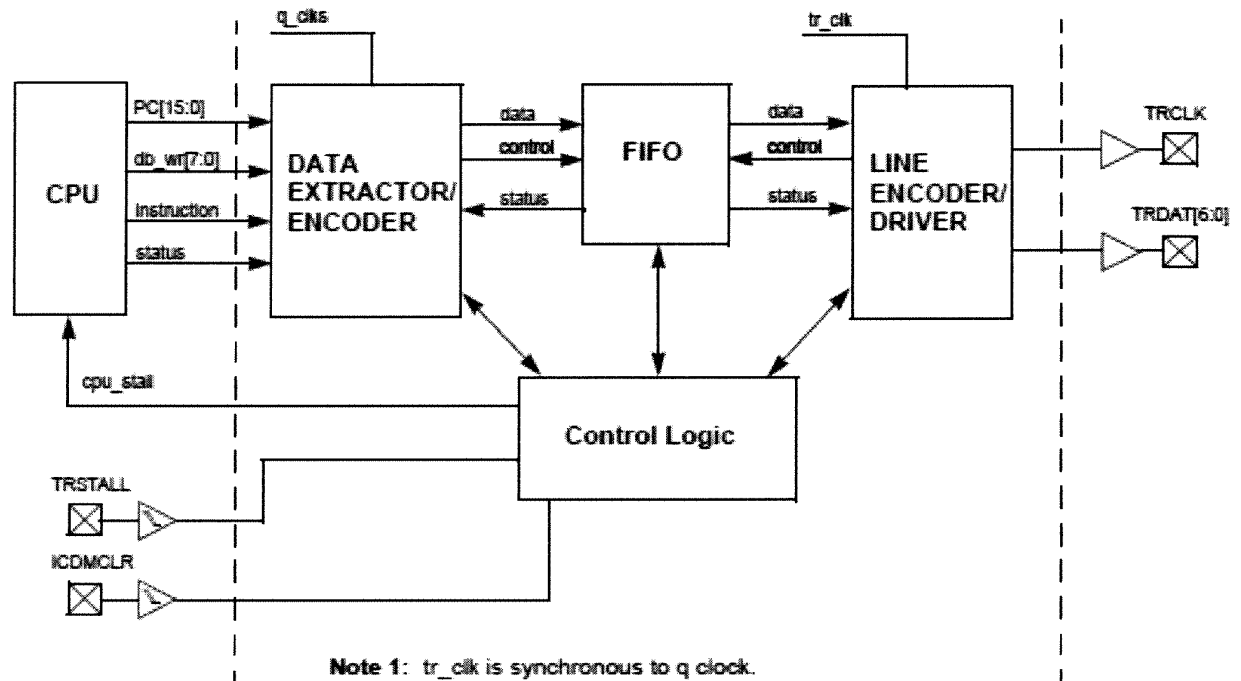 q_clks
tr_clk
CPU
PC[15:0]
db_wr[7:0]
instruction
status
DATA
EXTRACTOR/
ENCODER
data
control
status
FIFO
data
control
status
LINE
ENCODER/
DRIVER
TRCLK
TRDAT[6:0]
cpu_stall
Control Logic
TRSTALL
ICDMCLR
Note 1: tr_clk is synchronous to q clock.